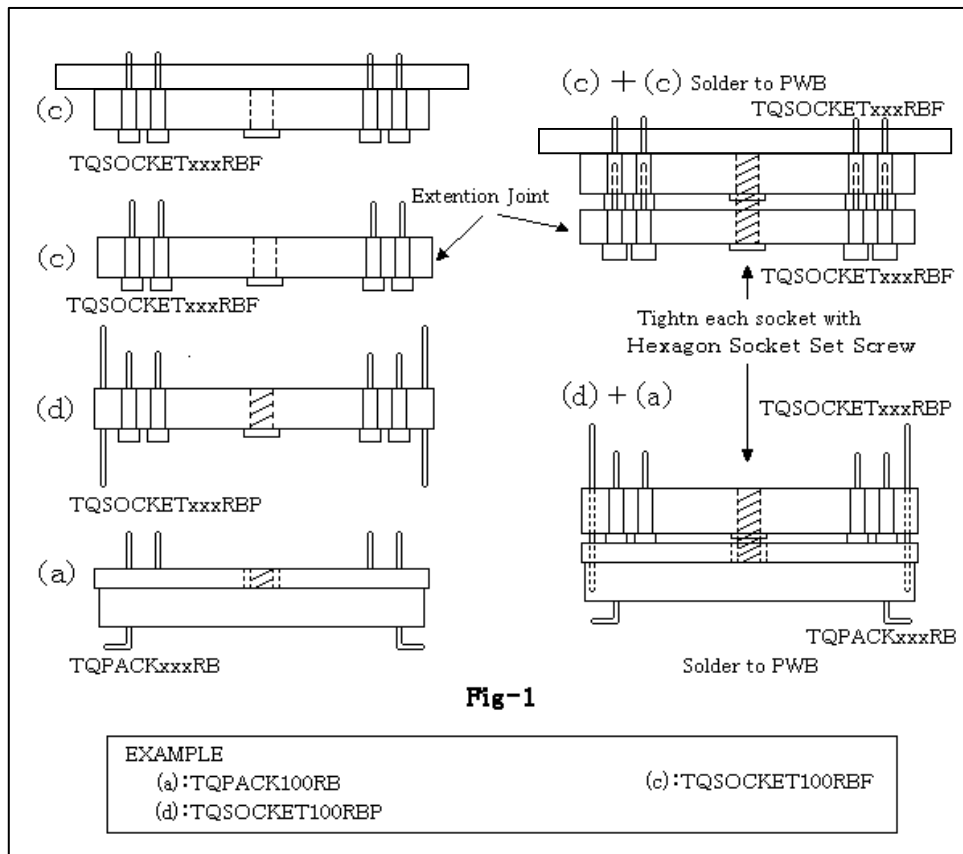 (c)
TQSOCKETxxxRBF
(c)
TQSOCKETxxxRBF
(d)
TQSOCKETxxxRBP
(a)
TQPACKxxxRB
Extention Joint
(c) + (c) Solder to PWB
TQSOCKETxxxRBF
TQSOCKETxxxRBF
Tightn each socket with
Hexagon Socket Set Screw
(d) + (a)
TQSOCKETxxxRBP
TQPACKxxxRB
Solder to PWB
Fig-1
EXAMPLE
(a):TQPACK100RB
(c):TQSOCKET100RBF
(d):TQSOCKET100RBP